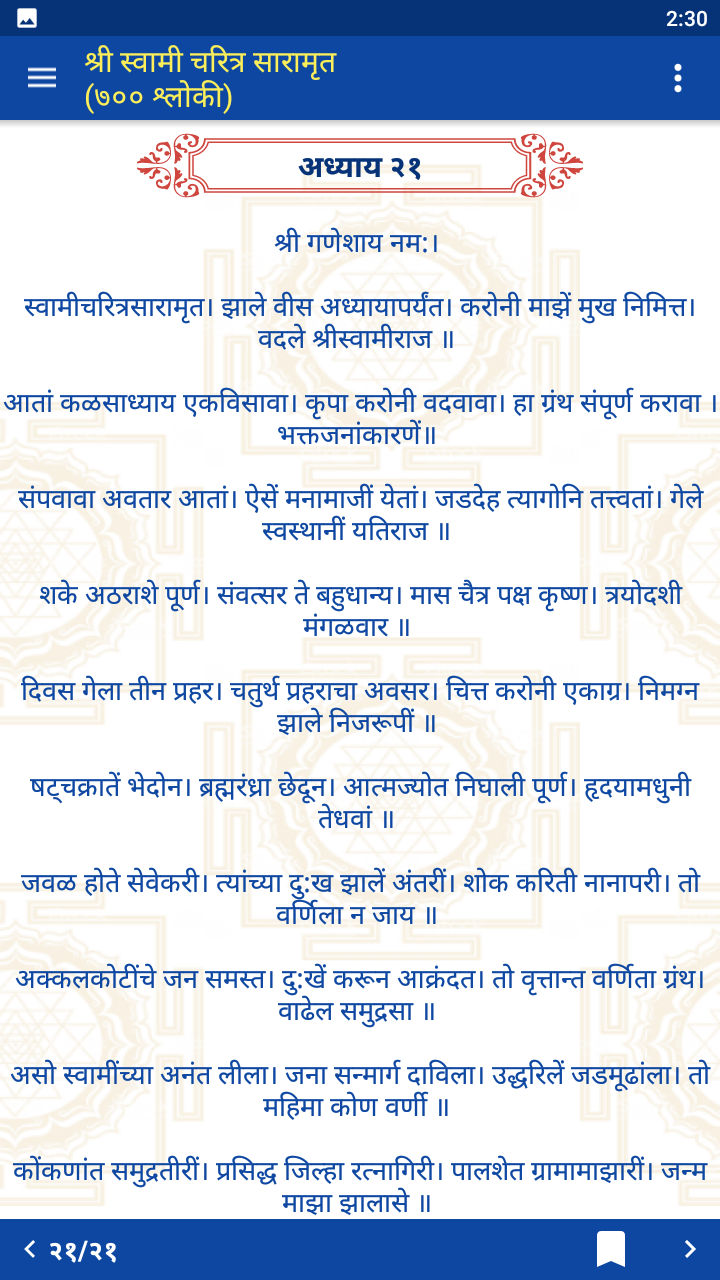 2:30
श्री स्वामी चरित्र सारामृत
(७०० श्लोकी)
अध्याय २१
श्री गणेशाय नम:।
स्वामीचरित्रसारामृत। झाले वीस अध्यायापर्यंत। करोनी माझें मुख निमित्त।
वदले श्रीस्वामीराज ॥
आतां कळसाध्याय एकविसावा। कृपा करोनी वदवावा। हा ग्रंथ संपूर्ण करावा ।
भक्तजनांकारणें॥
संपवावा अवतार आतां। ऐसें मनामाजीं येतां। जडदेह त्यागोनि तत्त्वतां। गेले
स्वस्थानीं यतिराज ॥
शके अठराशे पूर्ण। संवत्सर ते बहुधान्य। मास चैत्र पक्ष कृष्ण। त्रयोदशी
मंगळवार ॥
दिवस गेला तीन प्रहर। चतुर्थ प्रहराचा अवसर। चित्त करोनी एकाग्र। निमग्न
झाले निजरूपीं ॥
षट्चक्रातें भेदोन। ब्रह्मरंध्रा छेदून। आत्मज्योत निघाली पूर्ण। हृदयामधुनी
तेधवां ॥
जवळ होते सेवेकरी। त्यांच्या दु:ख झालें अंतरीं। शोक करिती नानापरी। तो
वर्णिला न जाय ॥
अक्कलकोटींचे जन समस्त। दु:खें करून आक्रंदत। तो वृत्तान्त वर्णिता ग्रंथ।
वाढेल समुद्रसा ॥
असो स्वामींच्या अनंत लीला। जना सन्मार्ग दाविला। उद्धरिलें जडमूढांला। तो
महिमा कोण वर्णी ॥
कोंकणांत समुद्रतीरीं। प्रसिद्ध जिल्हा रत्नागिरी। पालशेत ग्रामामाझारीं। जन्म
माझा झालासे ॥
२१/२१